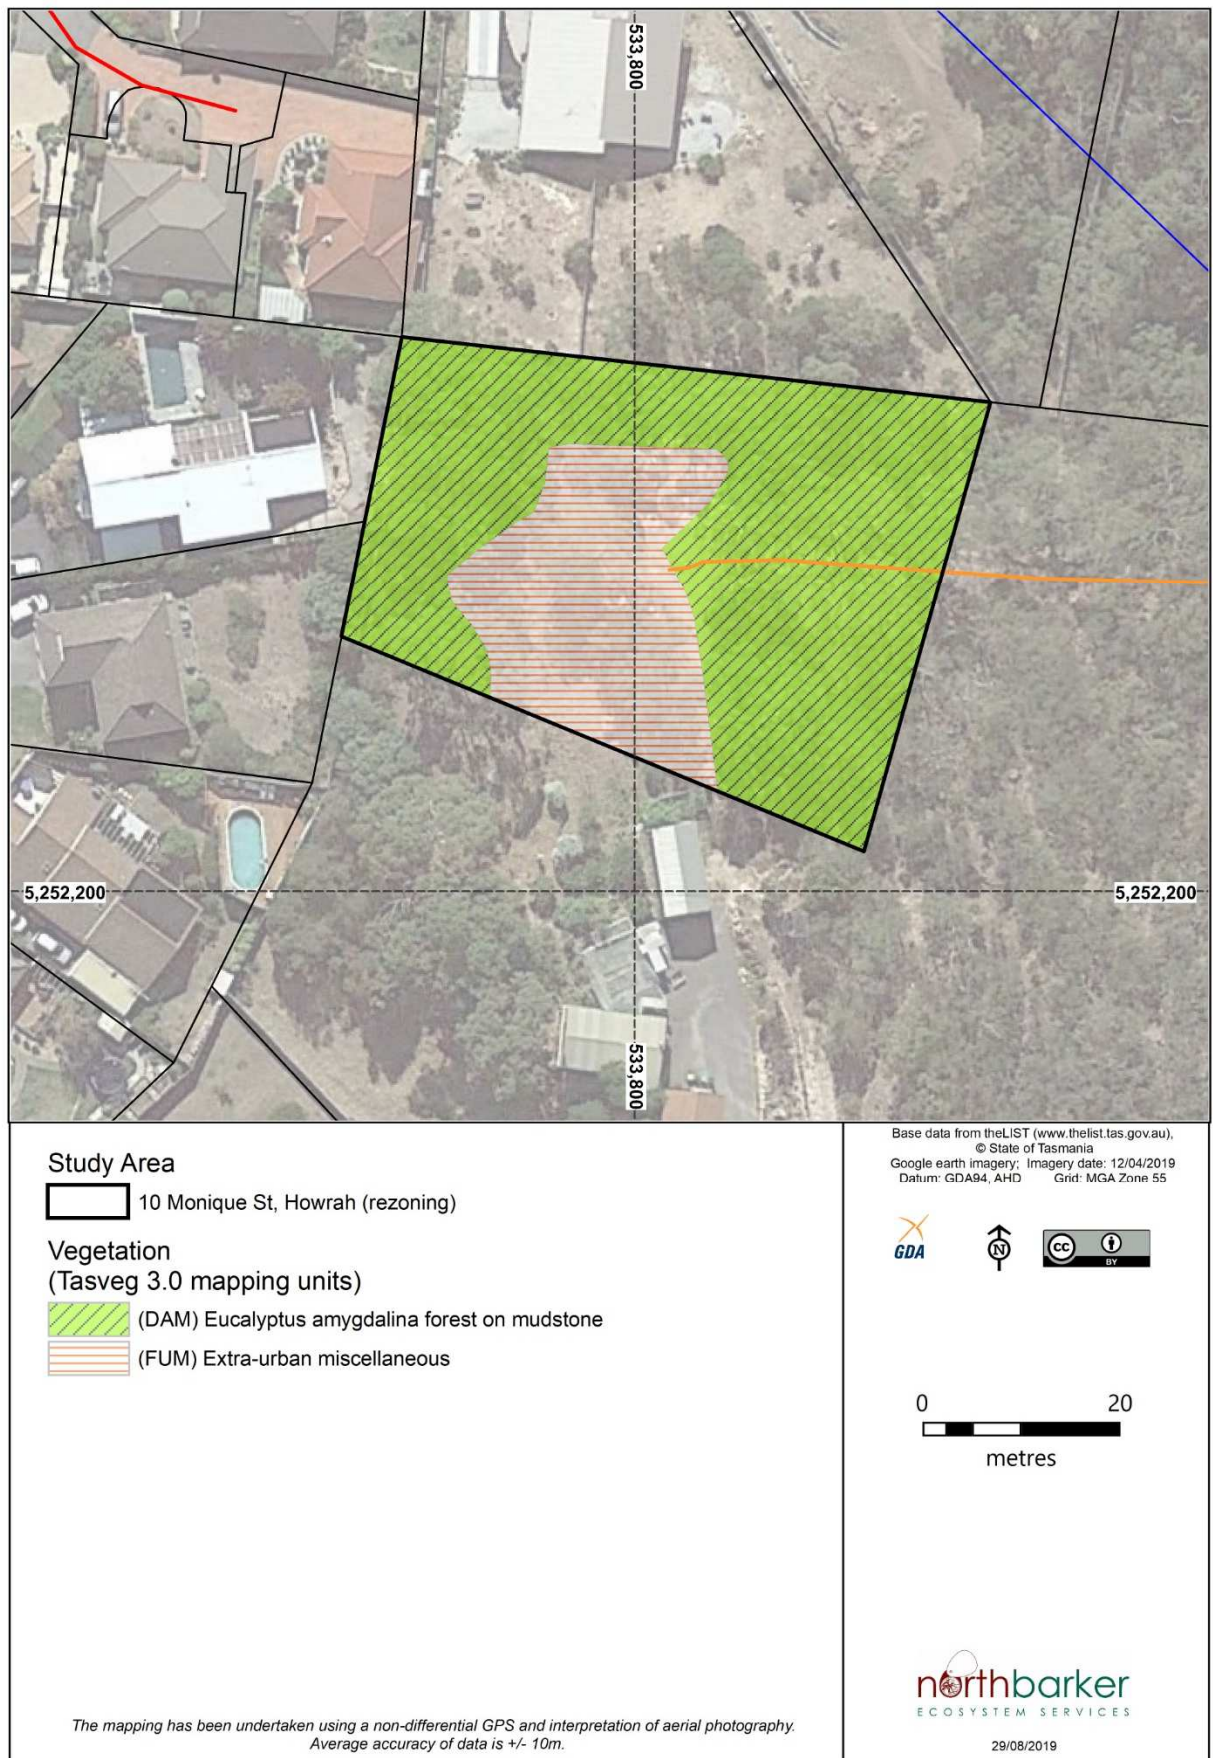 533,800
5,252,200
5,252,200
533,800
Study Area
10 Monique St, Howrah (rezoning)
Vegetation
(Tasveg 3.0 mapping units)
(DAM) Eucalyptus amygdalina forest on mudstone
(FUM) Extra-urban miscellaneous
The mapping has been undertaken using a non-differential GPS and interpretation of aerial photography.
Average accuracy of data is +/- 10m.
Base data from theLIST (www.thelist.tas.gov.au),
© State of Tasmania
Google earth imagery; Imagery date: 12/04/2019
Datum: GDA94, AHD Grid: MGA Zone 55
GDA
N
CC
BY
0 20
metres
northbarker
ECOSYSTEM SERVICES
29/08/2019